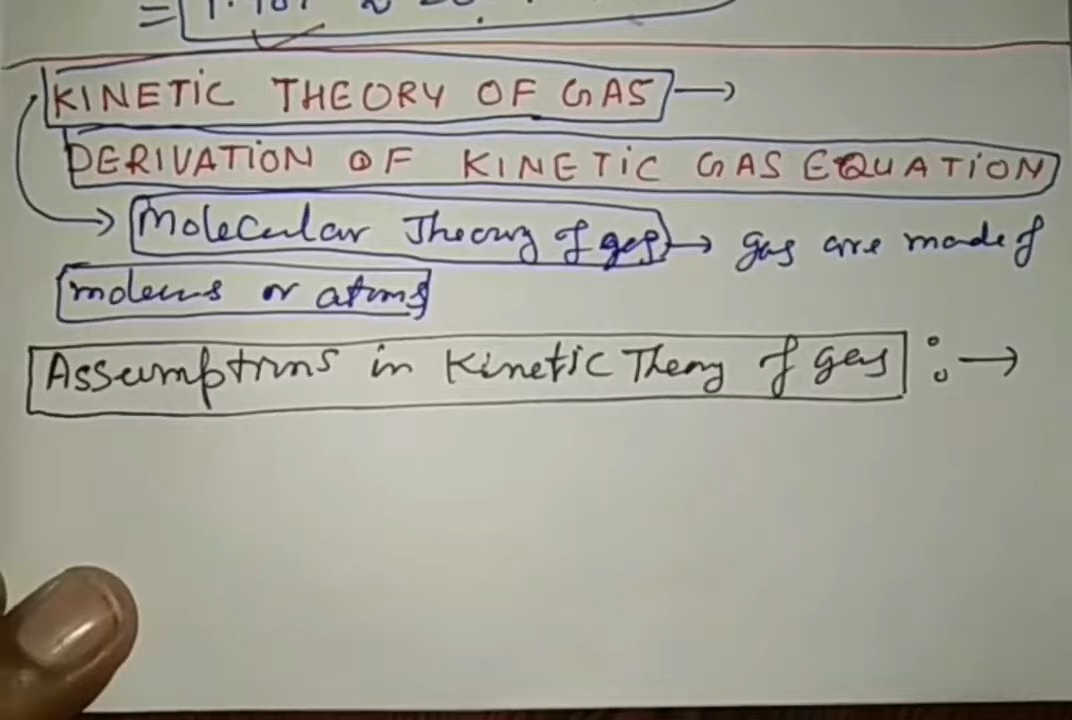 KINETIC THEORY OF GAS →
DERIVATION OF KINETIC GAS EQUATION
→ Molecular Theory of gas → gas are made of
or atoms
Assumptions in Kinetic Theory of gas : →